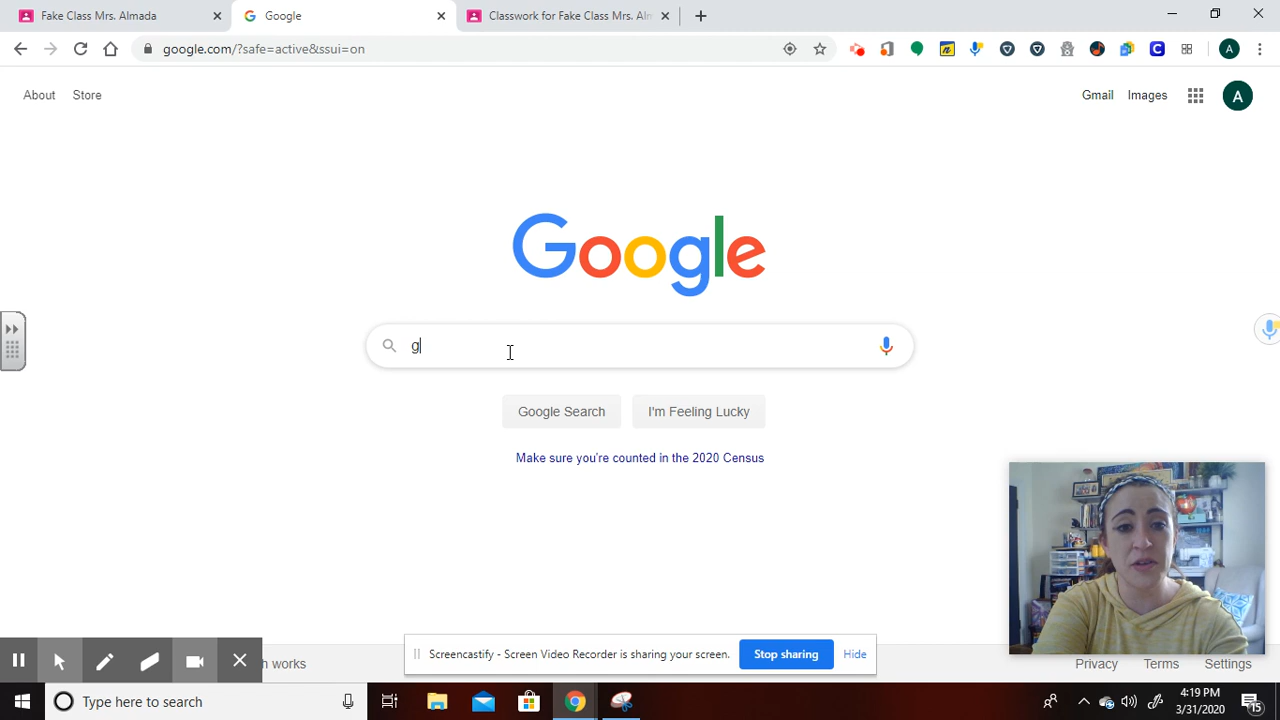 Fake Class Mrs. Almada
Google
Classwork for Fake Class Mrs. Alm
google.com/?safe=active&ssui=on
A
About
Store
Gmail
Images
A
Google
g
Google Search
I'm Feeling Lucky
Make sure you're counted in the 2020 Census
Screencastify - Screen Video Recorder is sharing your screen.
Stop sharing
Hide
h works
Privacy
Terms
Settings
Type here to search
4:19 PM
3/31/2020
15